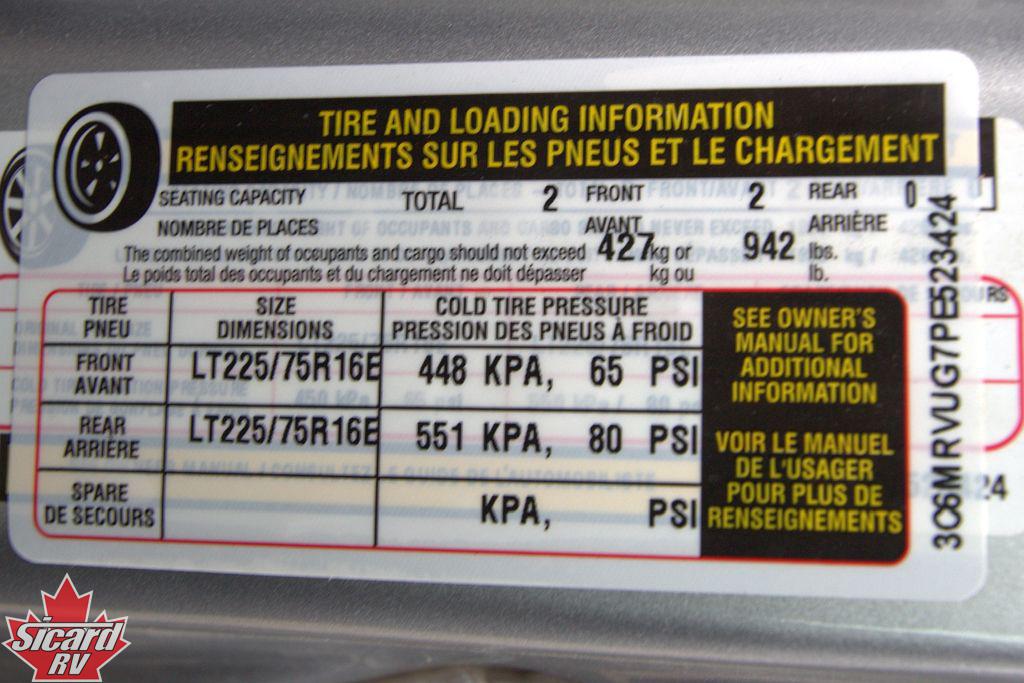 TIRE AND LOADING INFORMATION
RENSEIGNEMENTS SUR LES PNEUS ET LE CHARGEMENT
SEATING CAPACITY TOTAL 2 FRONT 2 REAR 0
NOMBRE DE PLACES AVANT ARRIÈRE
The combined weight of occupants and cargo should not exceed 427 kg or 942 lbs.
Le poids total des occupants et du chargement ne doit dépasser kg ou lb.
TIRE SIZE COLD TIRE PRESSURE
PNEU DIMENSIONS PRESSION DES PNEUS À FROID
FRONT LT225/75R16E 448 KPA, 65 PSI
AVANT
REAR LT225/75R16E 551 KPA, 80 PSI
ARRIÈRE
SPARE KPA, PSI
DE SECOURS
SEE OWNER'S
MANUAL FOR
ADDITIONAL
INFORMATION
VOIR LE MANUEL
DE L'USAGER
POUR PLUS DE
RENSEIGNEMENTS
3C6MRVUG7PE523424
Sicard
RV